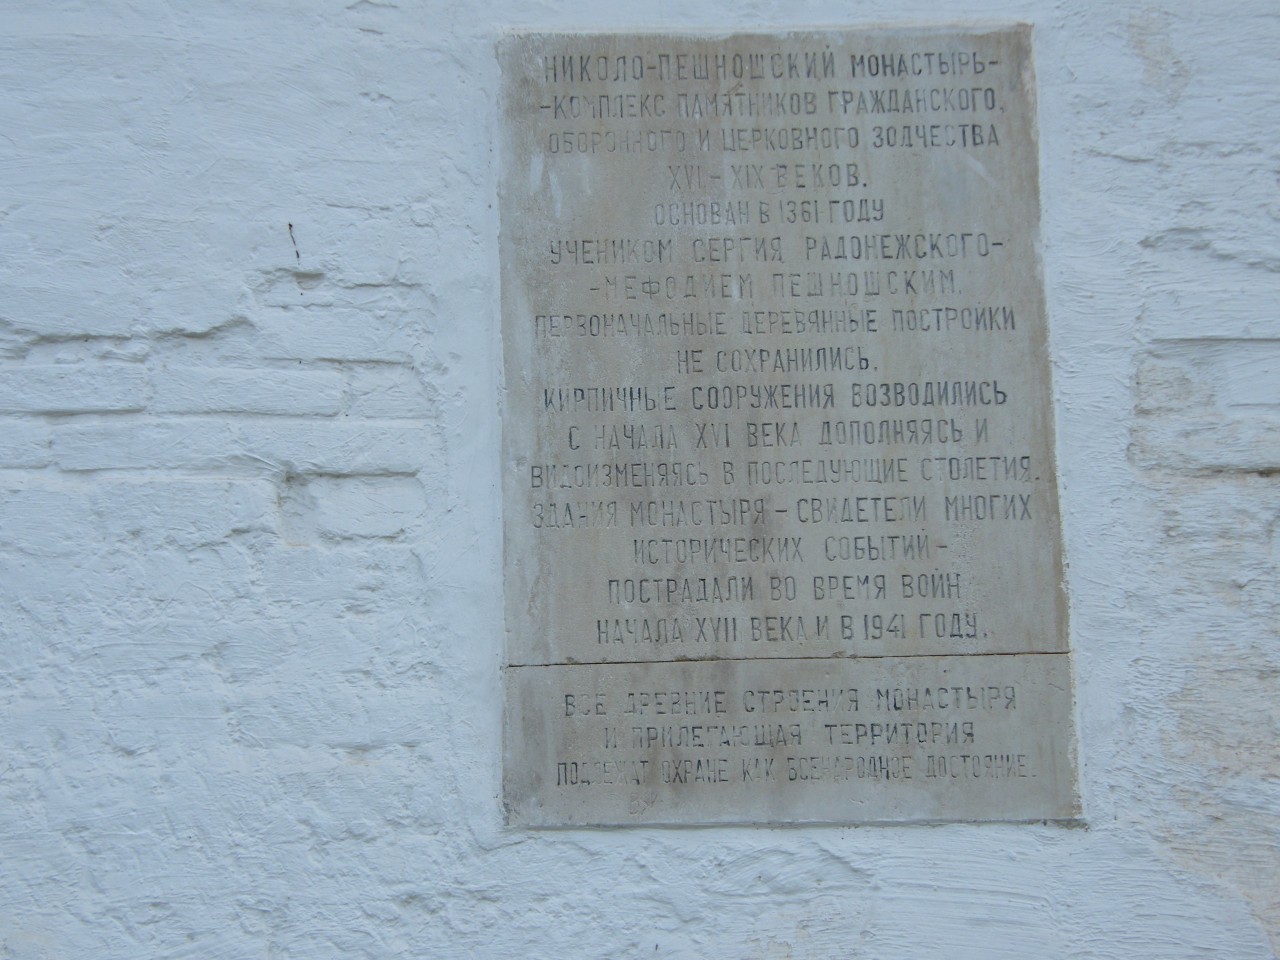 НИКОЛО-ПЕШНОШСКИЙ МОНАСТЫРЬ-
-КОМПЛЕКС ПАМЯТНИКОВ ГРАЖДАНСКОГО,
ОБОРОННОГО И ЦЕРКОВНОГО ЗОДЧЕСТВА
XVI - XIX ВЕКОВ.
ОСНОВАН В 1361 ГОДУ
УЧЕНИКОМ СЕРГИЯ РАДОНЕЖСКОГО-
-МЕФОДИЕМ ПЕШНОШСКИМ.
ПЕРВОНАЧАЛЬНЫЕ ДЕРЕВЯННЫЕ ПОСТРОЙКИ
НЕ СОХРАНИЛИСЬ.
КИРПИЧНЫЕ СООРУЖЕНИЯ ВОЗВОДИЛИСЬ
С НАЧАЛА XVI ВЕКА ДОПОЛНЯЯСЬ И
ВИДОИЗМЕНЯЯСЬ В ПОСЛЕДУЮЩИЕ СТОЛЕТИЯ.
ЗДАНИЯ МОНАСТЫРЯ - СВИДЕТЕЛИ МНОГИХ
ИСТОРИЧЕСКИХ СОБЫТИЙ -
ПОСТРАДАЛИ ВО ВРЕМЯ ВОЙН
НАЧАЛА XVII ВЕКА И В 1941 ГОДУ.
ВСЕ ДРЕВНИЕ СТРОЕНИЯ МОНАСТЫРЯ
И ПРИЛЕГАЮЩАЯ ТЕРРИТОРИЯ
ПОДЛЕЖАТ ОХРАНЕ КАК ВСЕНАРОДНОЕ ДОСТОЯНИЕ.